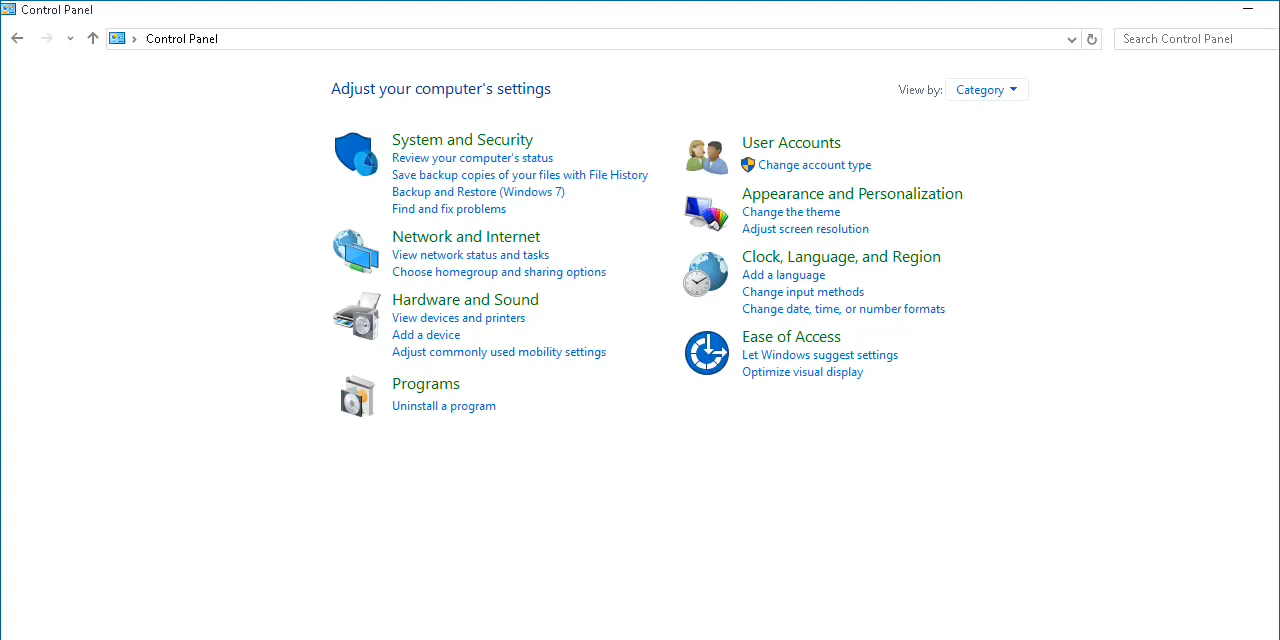 Control Panel
Control Panel
Search Control Panel
Adjust your computer's settings
View by: Category
System and Security
Review your computer's status
Save backup copies of your files with File History
Backup and Restore (Windows 7)
Find and fix problems
Network and Internet
View network status and tasks
Choose homegroup and sharing options
Hardware and Sound
View devices and printers
Add a device
Adjust commonly used mobility settings
Programs
Uninstall a program
User Accounts
Change account type
Appearance and Personalization
Change the theme
Adjust screen resolution
Clock, Language, and Region
Add a language
Change input methods
Change date, time, or number formats
Ease of Access
Let Windows suggest settings
Optimize visual display